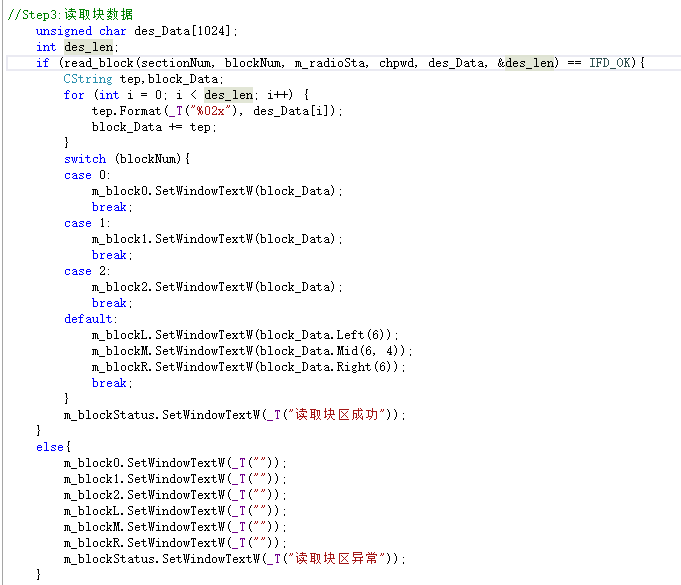 //Step3:读取块数据
unsigned char des_Data[1024];
int des_len;
if (read_block(sectionNum, blockNum, m_radioSta, chpwd, des_Data, &des_len) == IFD_OK){
CString tep,block_Data;
for (int i = 0; i < des_len; i++) {
tep.Format(_T("%02x"), des_Data[i]);
block_Data += tep;
}
switch (blockNum){
case 0:
m_block0.SetWindowTextW(block_Data);
break;
case 1:
m_block1.SetWindowTextW(block_Data);
break;
case 2:
m_block2.SetWindowTextW(block_Data);
break;
default:
m_blockL.SetWindowTextW(block_Data.Left(6));
m_blockM.SetWindowTextW(block_Data.Mid(6, 4));
m_blockR.SetWindowTextW(block_Data.Right(6));
break;
}
m_blockStatus.SetWindowTextW(_T("读取块区成功"));
}
else{
m_block0.SetWindowTextW(_T(""));
m_block1.SetWindowTextW(_T(""));
m_block2.SetWindowTextW(_T(""));
m_blockL.SetWindowTextW(_T(""));
m_blockM.SetWindowTextW(_T(""));
m_blockR.SetWindowTextW(_T(""));
m_blockStatus.SetWindowTextW(_T("读取块区异常"));
}